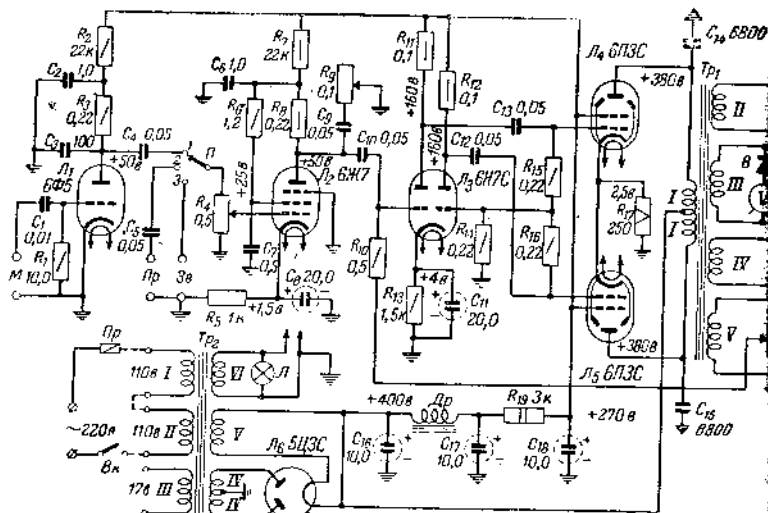 R₂
22к
C₂ 1,0
R₃
0,22
C₃ 100
C₄ 0,05
+50в
Л₁
6Ф5
C₁
0,01
R₁
10,0
М
П
1
2
3
C₅
0,05
Пр
Зв
R₄
0,5
R₅ 1к
+1,5в
C₆ 1,0
R₇
22к
R₆
1,2
R₈
0,22
R₉
0,1
C₉
0,05
C₁₀ 0,05
+50в
+25в
Л₂ 6Ж7
C₇
0,5
C₈ 20,0
R₁₁
0,1
R₁₂
0,1
+160в
+160в
C₁₃ 0,05
C₁₂ 0,05
Л₃
6Н7С
R₁₀
0,5
R₁₃
1,5к
+4в
C₁₁
20,0
0,22
R₁₅
0,22
R₁₆
0,22
Л₄ 6П3С
+380в
C₁₄ 6800
Тр₁
II
III
IV
V
I
I
В
V
2,5в
R₁₇
250
+380в
Л₅ 6П3С
C₁₅
6800
Пр
Тр₂
110в I
VI
Л
~220в
110в II
V
Вк
17в III
IV
IV
Л₆ 5Ц3С
+400в
Др
R₁₉ 3к
+270в
C₁₆
10,0
C₁₇
10,0
C₁₈
10,0